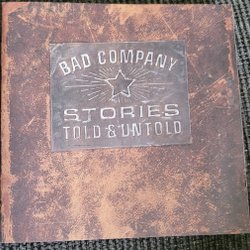 BAD COMPANY
STORIES
TOLD & UNTOLD